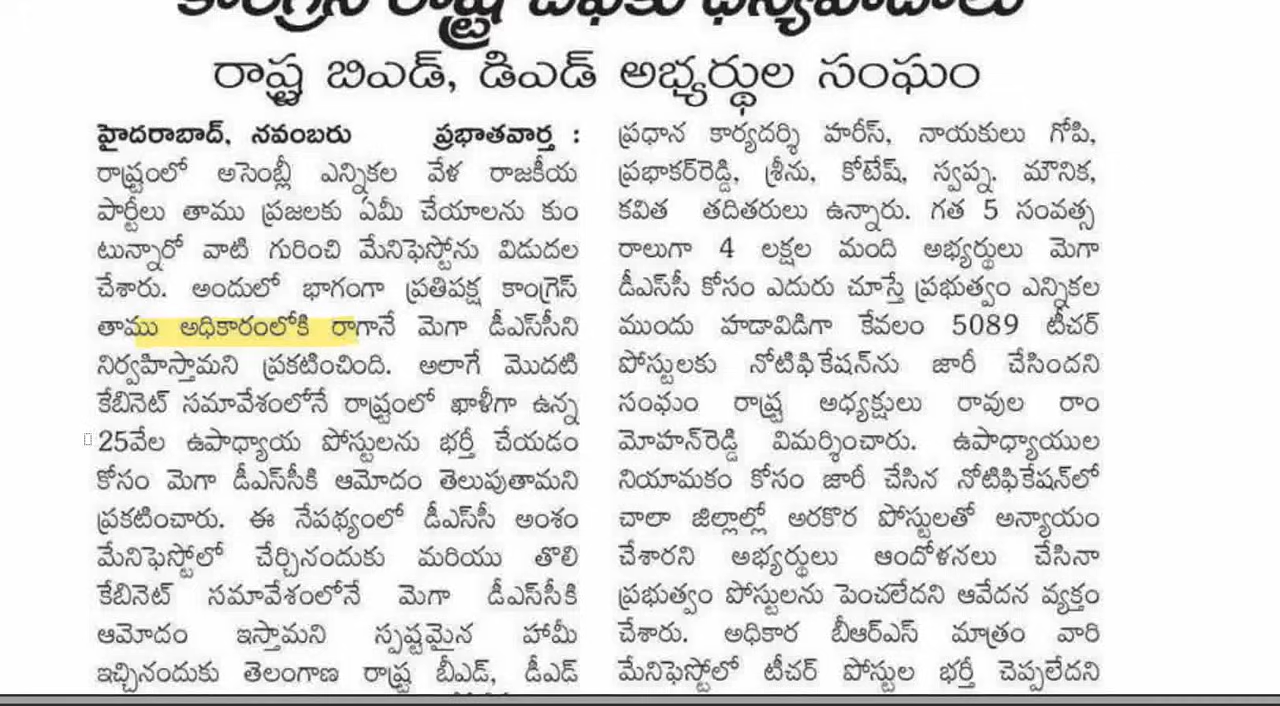 కాంగ్రెస్ రాష్ట్ర
రాష్ట్ర బిఎడ్, డిఎడ్ అభ్యర్థుల సంఘం
హైదరాబాద్, నవంబరు ప్రభాతవార్త :
రాష్ట్రంలో అసెంబ్లీ ఎన్నికల వేళ రాజకీయ
పార్టీలు తాము ప్రజలకు ఏమీ చేయాలను కుం
టున్నారో వాటి గురించి మేనిఫెస్టోను విడుదల
చేశారు. అందులో భాగంగా ప్రతిపక్ష కాంగ్రెస్
తాము అధికారంలోకి రాగానే మెగా డీఎస్సీని
నిర్వహిస్తామని ప్రకటించింది. అలాగే మొదటి
కేబినెట్ సమావేశంలోనే రాష్ట్రంలో ఖాళీగా ఉన్న
25వేల ఉపాధ్యాయ పోస్టులను భర్తీ చేయడం
కోసం మెగా డీఎస్సీకి ఆమోదం తెలుపుతామని
ప్రకటించారు. ఈ నేపథ్యంలో డీఎస్సీ అంశం
మేనిఫెస్టోలో చేర్చినందుకు మరియు తొలి
కేబినెట్ సమావేశంలోనే మెగా డీఎస్సీకి
ఆమోదం ఇస్తామని స్పష్టమైన హామీ
ఇచ్చినందుకు తెలంగాణ రాష్ట్ర బీఎడ్, డీఎడ్
ప్రధాన కార్యదర్శి హరీస్, నాయకులు గోపి,
ప్రభాకర్‌రెడ్డి, శ్రీను, కోటేష్, స్వప్న. మౌనిక,
కవిత తదితరులు ఉన్నారు. గత 5 సంవత్స
రాలుగా 4 లక్షల మంది అభ్యర్థులు మెగా
డీఎస్సీ కోసం ఎదురు చూస్తే ప్రభుత్వం ఎన్నికల
ముందు హడావిడిగా కేవలం 5089 టీచర్
పోస్టులకు నోటిఫికేషన్‌ను జారీ చేసిందని
సంఘం రాష్ట్ర అధ్యక్షులు రావుల రాం
మోహన్‌రెడ్డి విమర్శించారు. ఉపాధ్యాయుల
నియామకం కోసం జారీ చేసిన నోటిఫికేషన్‌లో
చాలా జిల్లాల్లో అరకొర పోస్టులతో అన్యాయం
చేశారని అభ్యర్థులు ఆందోళనలు చేసినా
ప్రభుత్వం పోస్టులను పెంచలేదని ఆవేదన వ్యక్తం
చేశారు. అధికార బీఆర్ఎస్ మాత్రం వారి
మేనిఫెస్టోలో టీచర్ పోస్టుల భర్తీ చెప్పలేదని